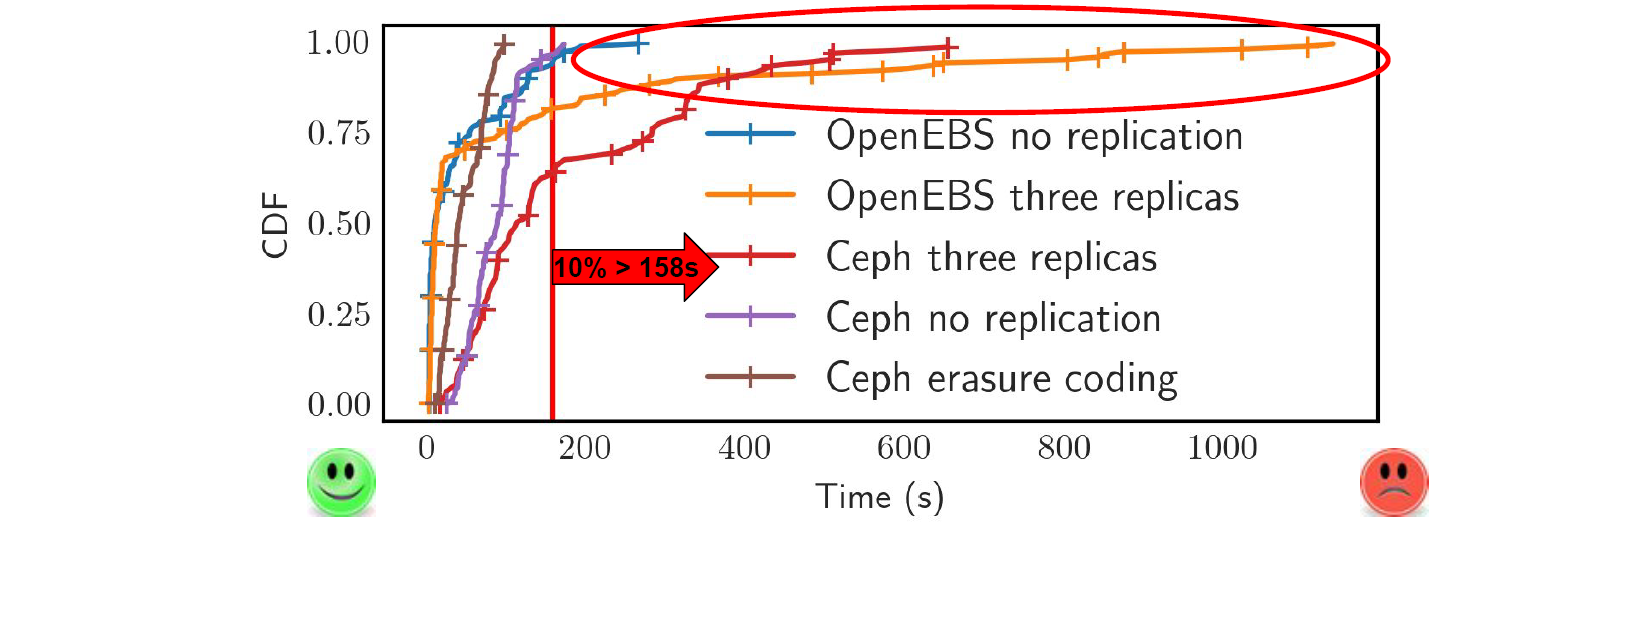 1.00
0.75
0.50
0.25
0.00
CDF
OpenEBS no replication
OpenEBS three replicas
Ceph three replicas
10% > 158s
Ceph no replication
Ceph erasure coding
0 200 400 600 800 1000
Time (s)